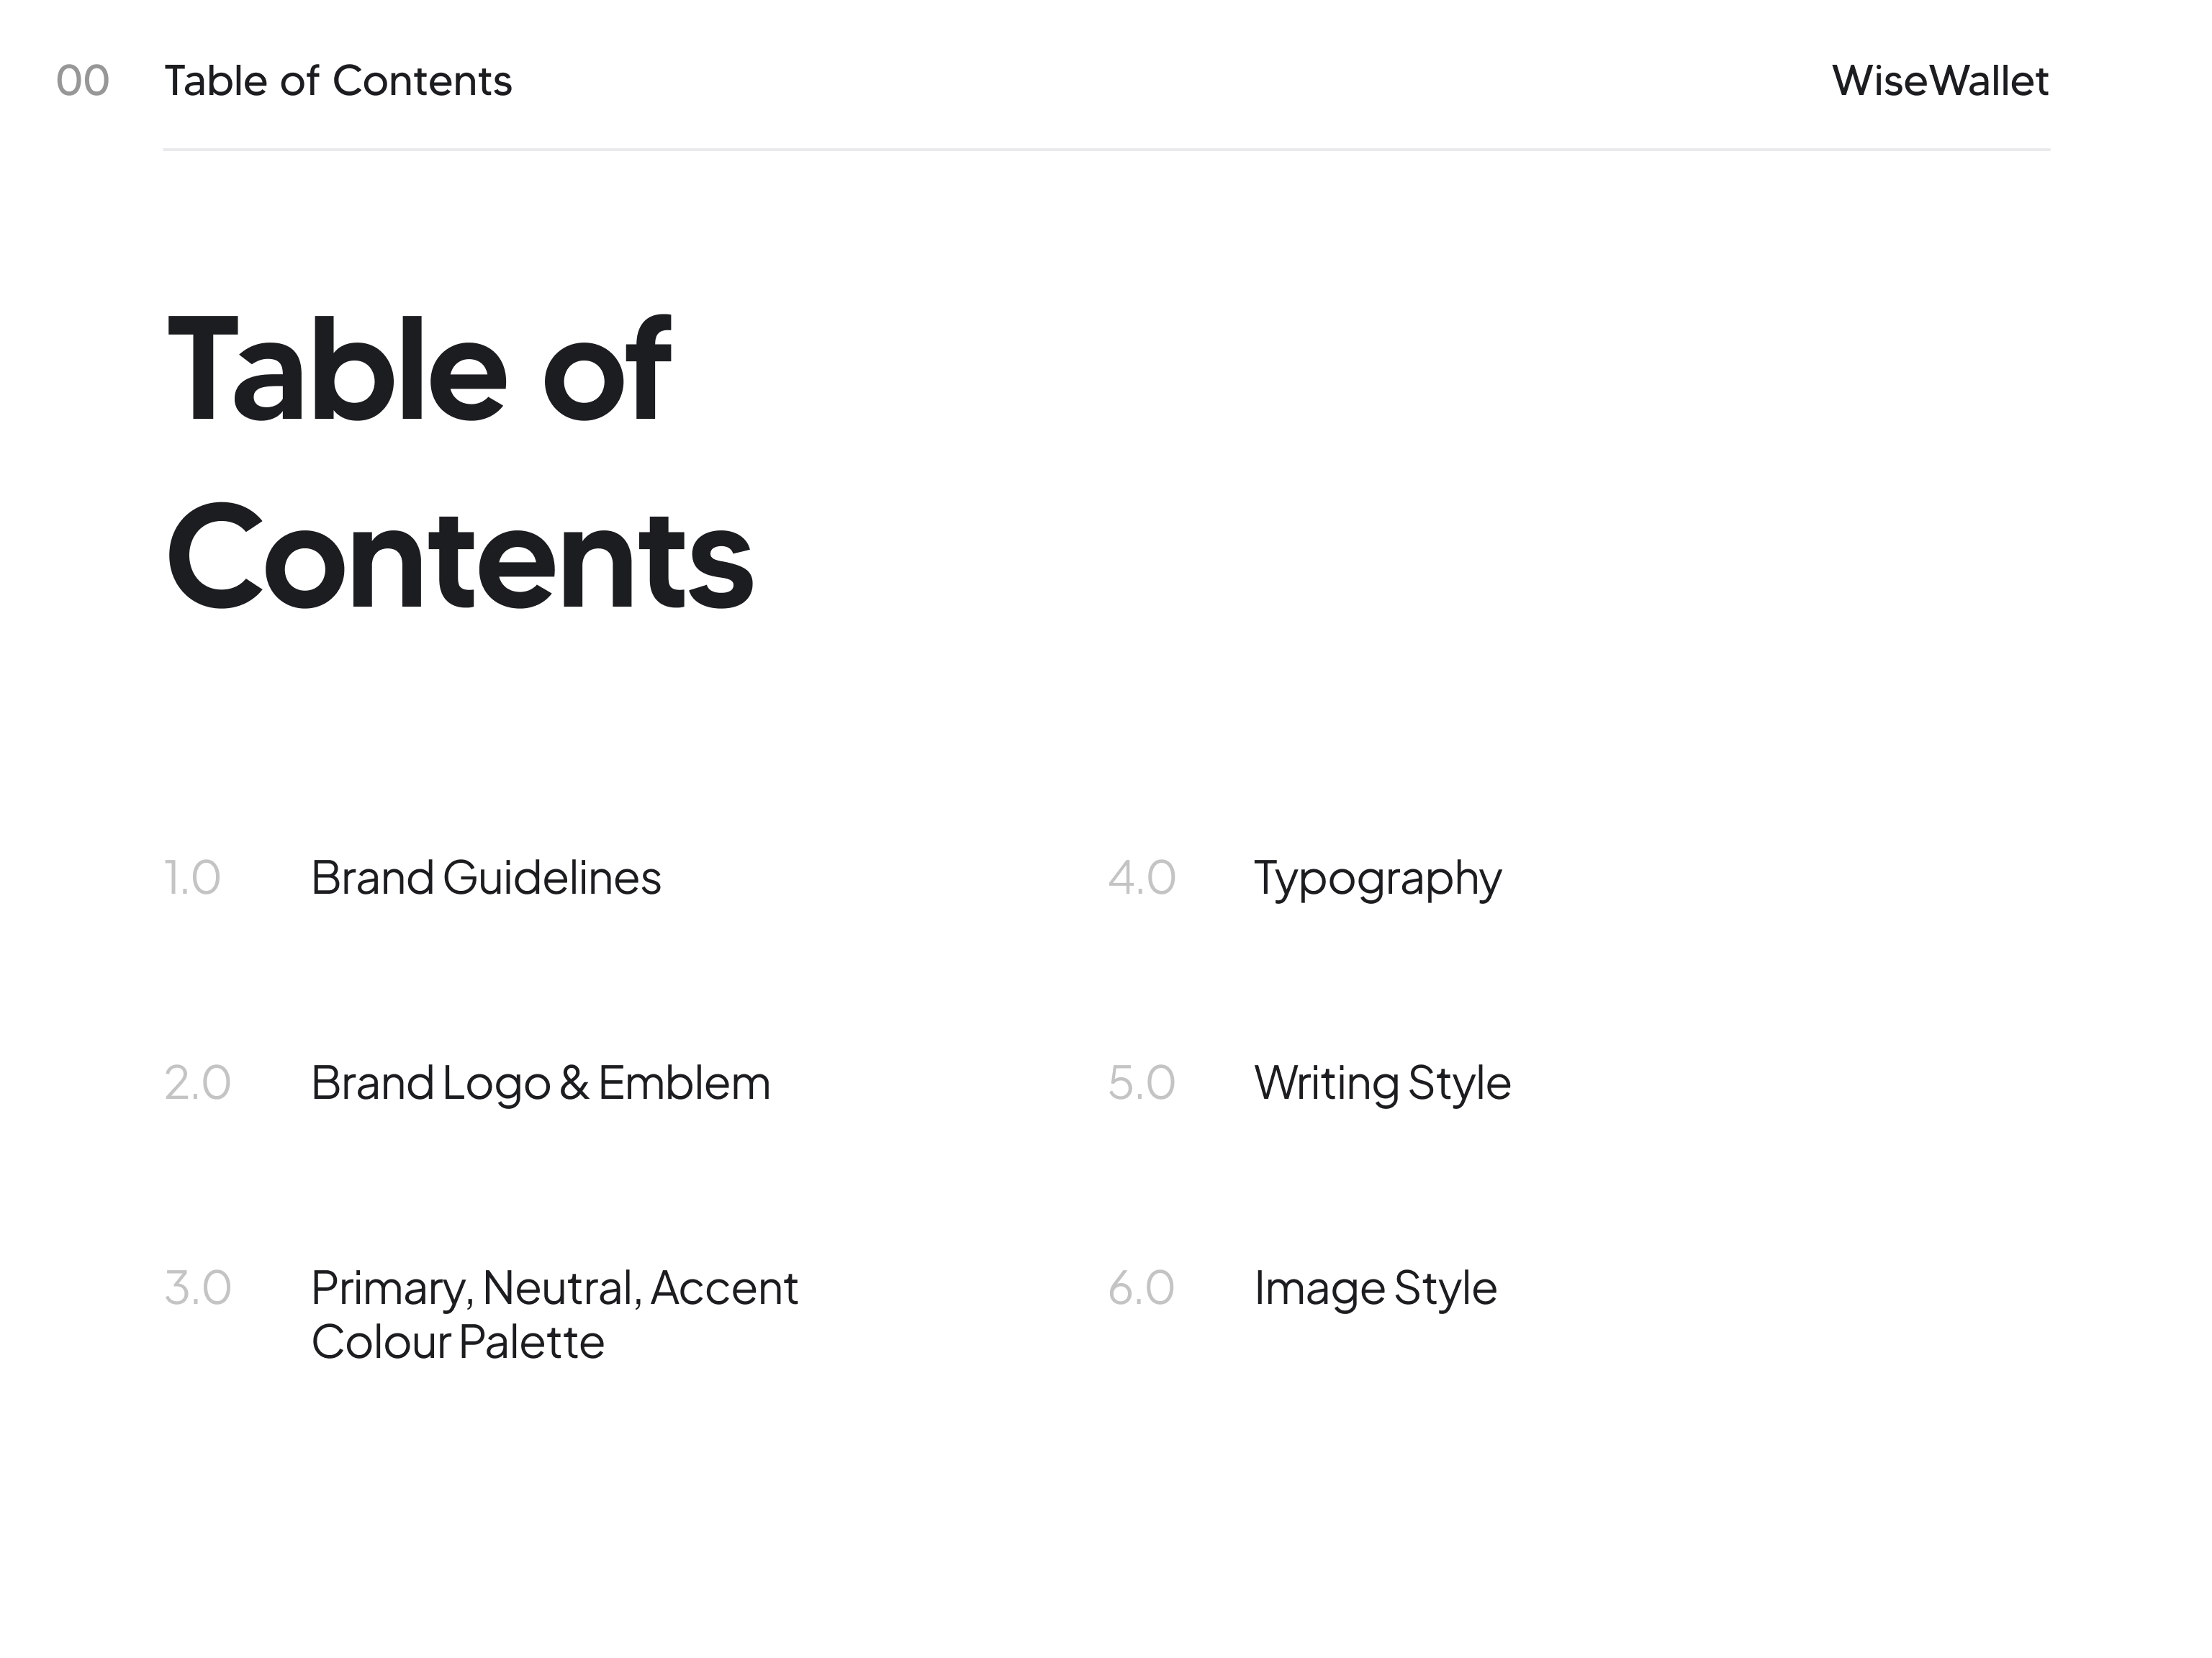 00 Table of Contents WiseWallet
Table of
Contents
1.0 Brand Guidelines
2.0 Brand Logo & Emblem
3.0 Primary, Neutral, Accent
Colour Palette
4.0 Typography
5.0 Writing Style
6.0 Image Style